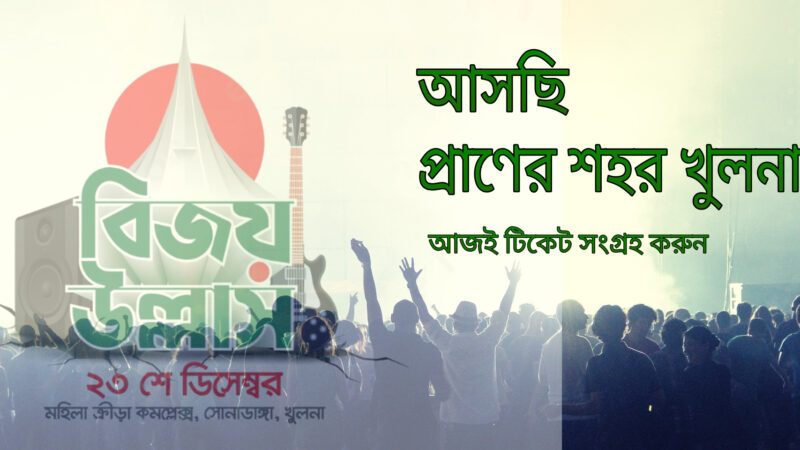 বিজয়
উল্লাস
২৩ শে ডিসেম্বর
মহিলা ক্রীড়া কমপ্লেক্স, সোনাডাঙ্গা, খুলনা
আসছি
প্রাণের শহর খুলনা
আজই টিকেট সংগ্রহ করুন